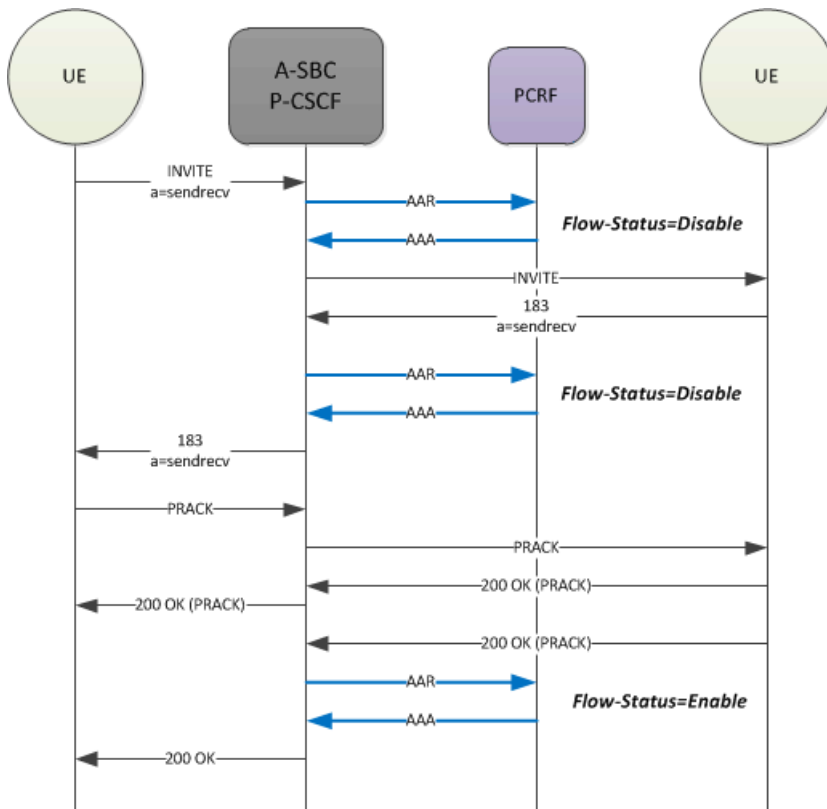 UE
A-SBC
P-CSCF
PCRF
UE
INVITE
a=sendrecv
AAR
Flow-Status=Disable
AAA
INVITE
183
a=sendrecv
AAR
Flow-Status=Disable
AAA
183
a=sendrecv
PRACK
PRACK
200 OK (PRACK)
200 OK (PRACK)
200 OK (PRACK)
AAR
Flow-Status=Enable
AAA
200 OK